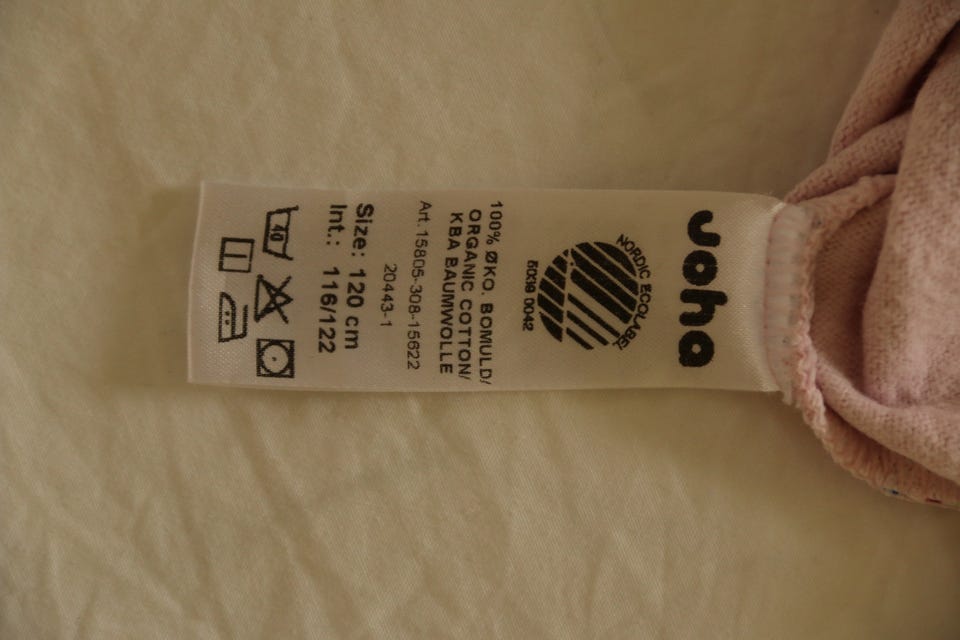 Joha
NORDIC ECOLABEL
5039 0042
100% ØKO. BOMULD/
ORGANIC COTTON/
KBA BAUMWOLLE
Art. 15805-308-15622
20443-1
Size: 120 cm
Int.: 116/122
40